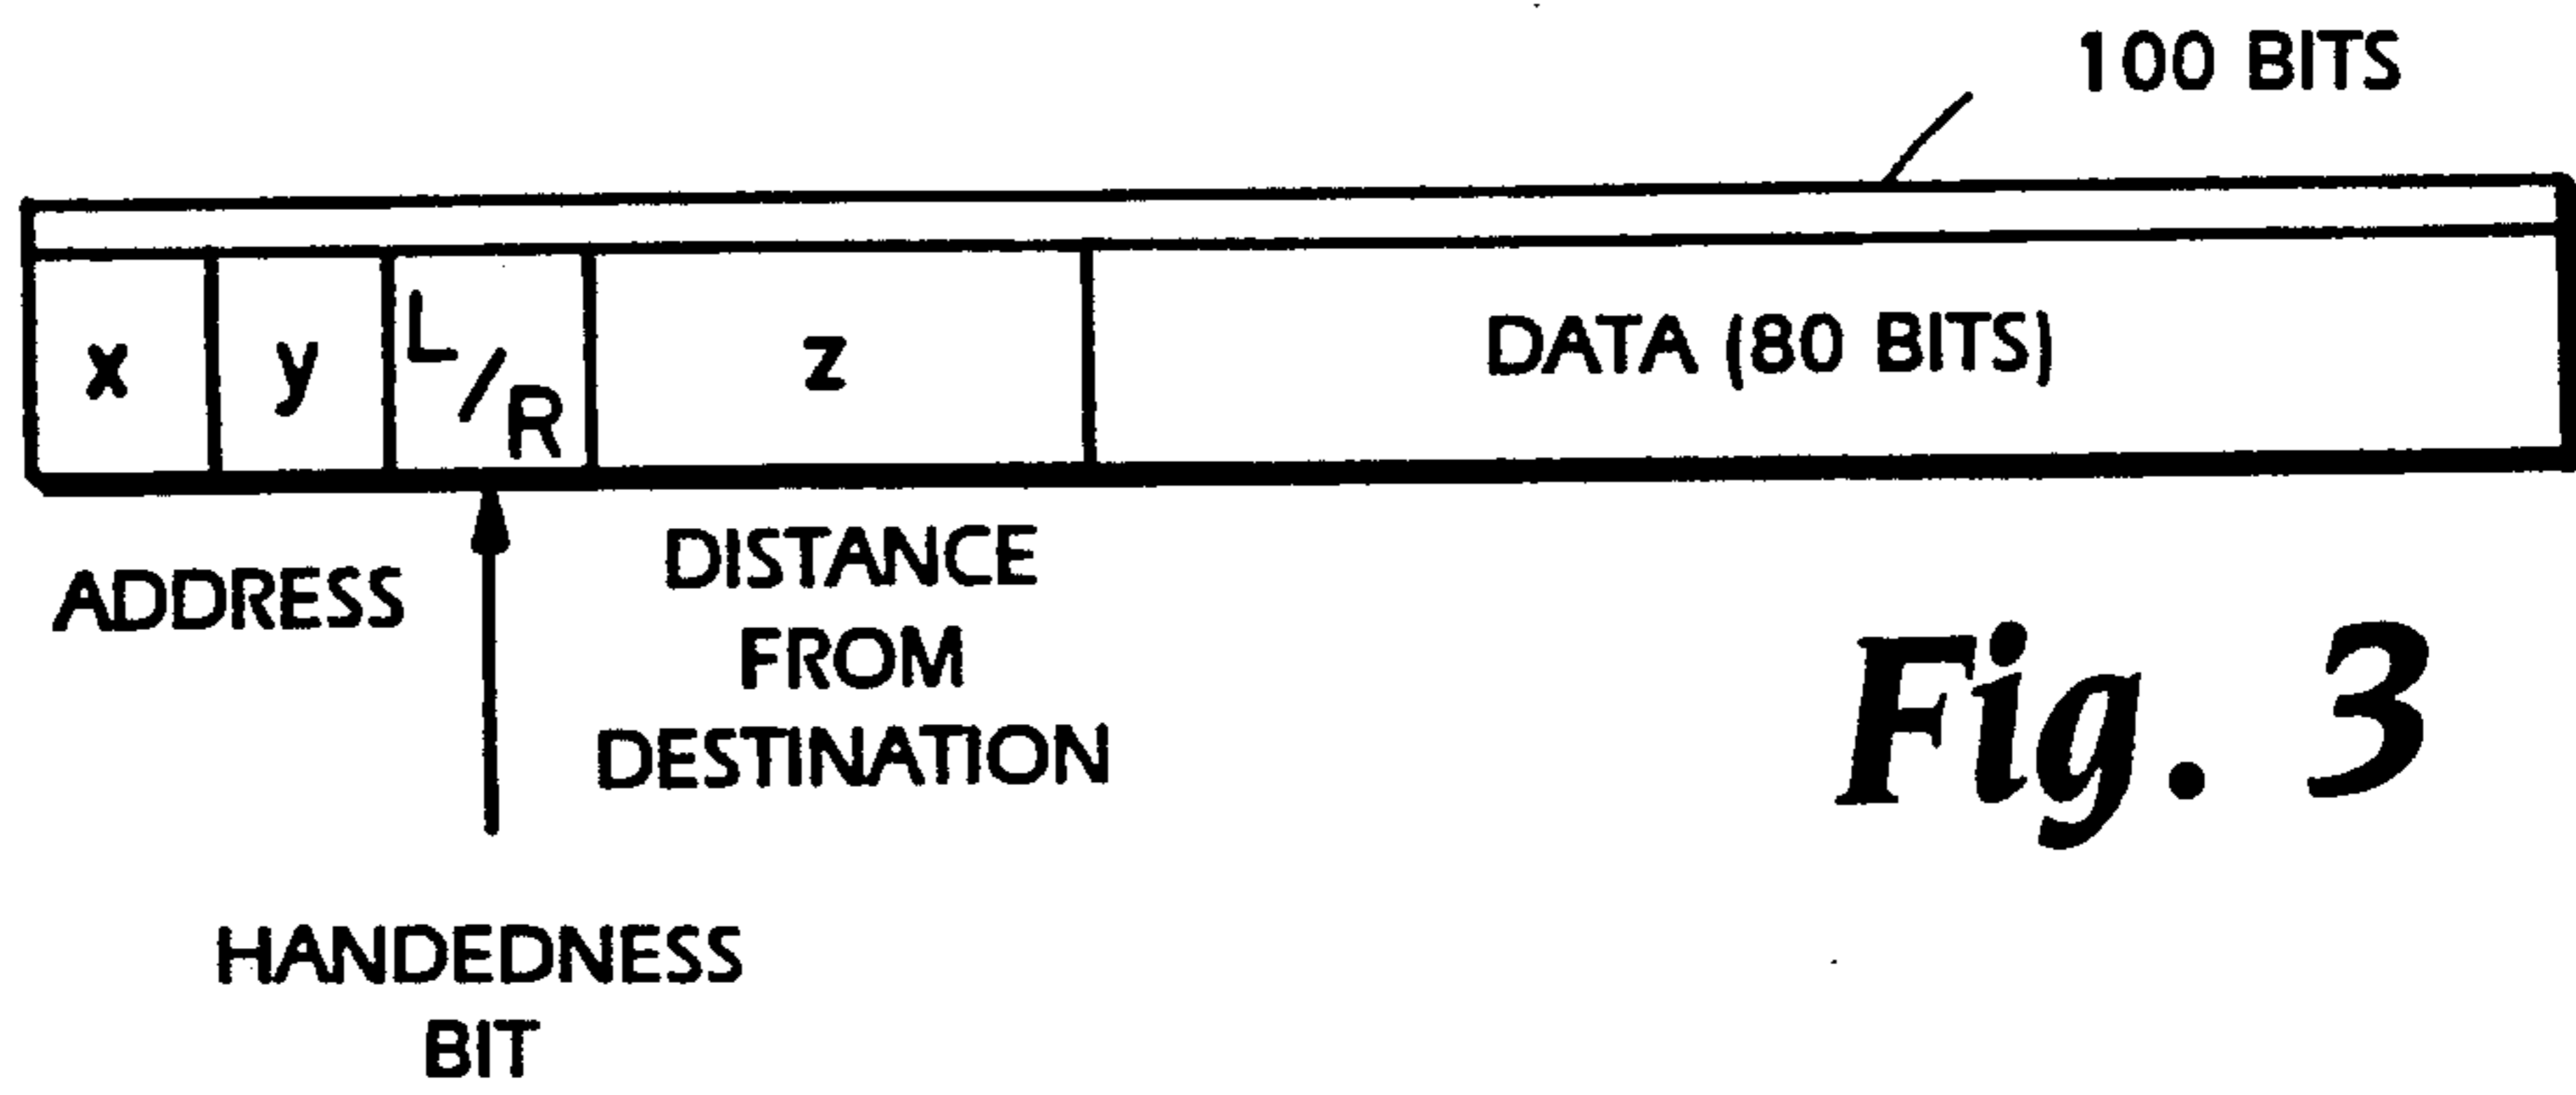 100 BITS
x y L/R z DATA (80 BITS)
ADDRESS
DISTANCE
FROM
DESTINATION
HANDEDNESS
BIT
Fig. 3